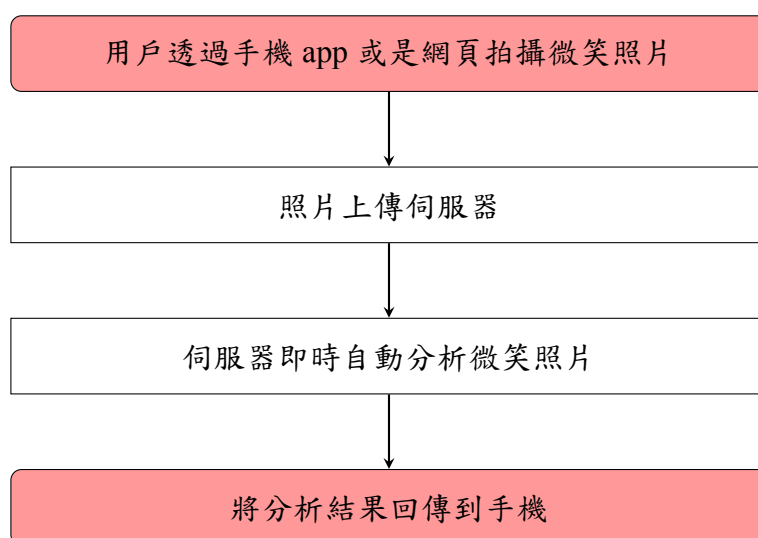 用戶透過手機 app 或是網頁拍攝微笑照片
照片上傳伺服器
伺服器即時自動分析微笑照片
將分析結果回傳到手機